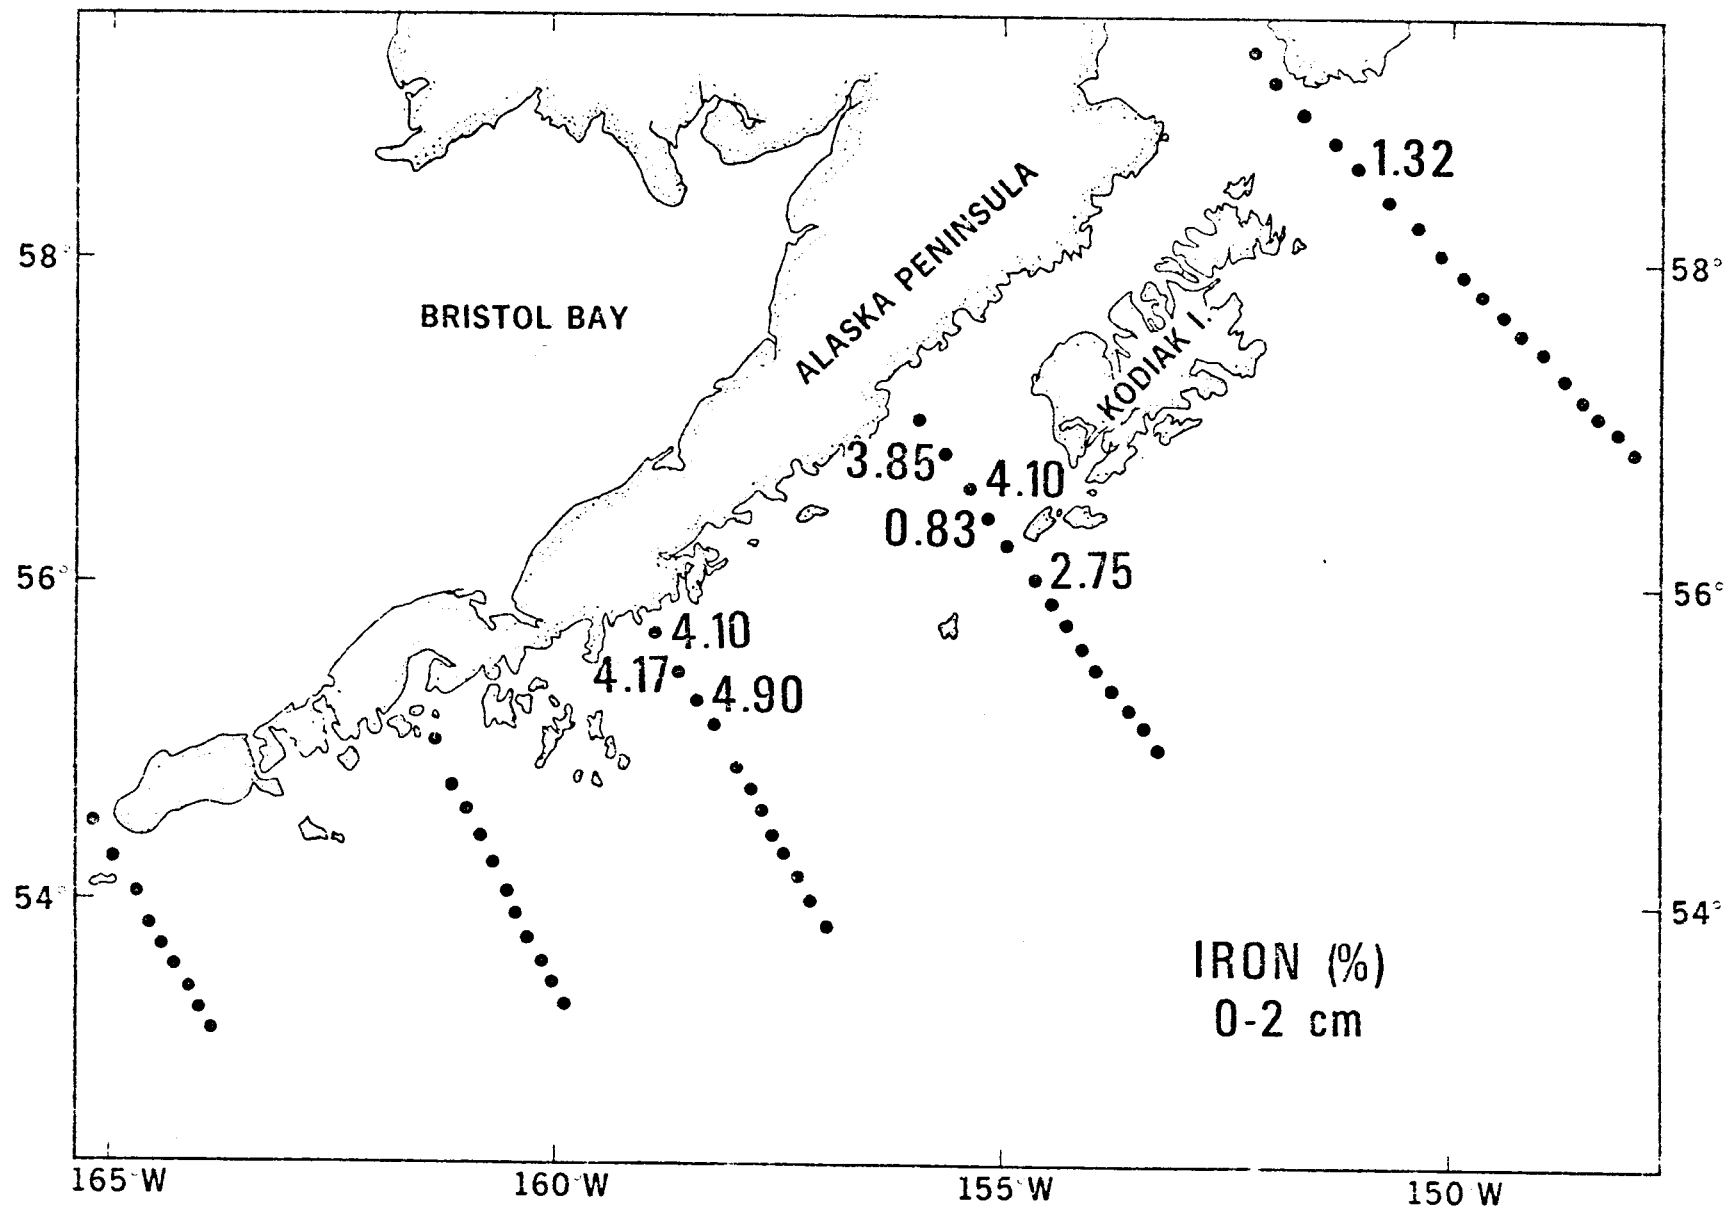 1.32
58°
58°
ALASKA PENINSULA
BRISTOL BAY
KODIAK I.
3.85
4.10
0.83
56°
2.75
56°
4.10
4.17
4.90
54°
54°
IRON (%)
0-2 cm
165°W
160°W
155°W
150°W